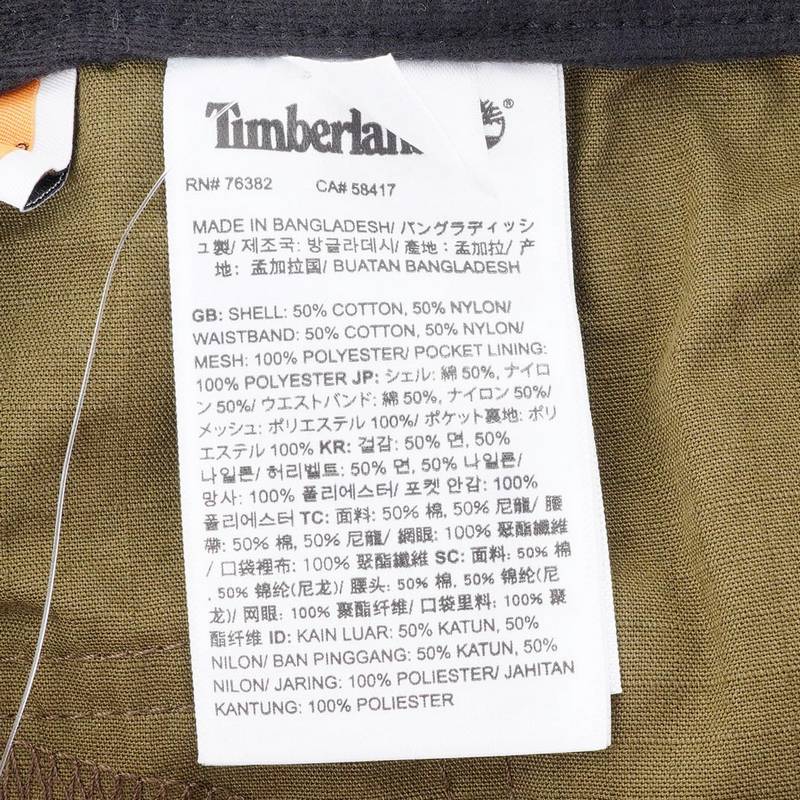 Timberland®
RN# 76382 CA# 58417
MADE IN BANGLADESH/ バングラディッシ
ュ製/ 제조국: 방글라데시/ 產地: 孟加拉/ 产
地: 孟加拉国/ BUATAN BANGLADESH
GB: SHELL: 50% COTTON, 50% NYLON/
WAISTBAND: 50% COTTON, 50% NYLON/
MESH: 100% POLYESTER/ POCKET LINING:
100% POLYESTER JP: シェル: 綿 50%, ナイロ
ン 50%/ ウエストバンド: 綿 50%, ナイロン 50%/
メッシュ: ポリエステル 100%/ ポケット裏地: ポリ
エステル 100% KR: 겉감: 50% 면, 50%
나일론/ 허리벨트: 50% 면, 50% 나일론/
망사: 100% 폴리에스터/ 포켓 안감: 100%
폴리에스터 TC: 面料: 50% 棉, 50% 尼龍/ 腰
帶: 50% 棉, 50% 尼龍/ 網眼: 100% 聚酯纖維
/ 口袋裡布: 100% 聚酯纖維 SC: 面料: 50% 棉
, 50% 锦纶(尼龙)/ 腰头: 50% 棉, 50% 锦纶(尼
龙)/ 网眼: 100% 聚酯纤维/ 口袋里料: 100% 聚
酯纤维 ID: KAIN LUAR: 50% KATUN, 50%
NILON/ BAN PINGGANG: 50% KATUN, 50%
NILON/ JARING: 100% POLIESTER/ JAHITAN
KANTUNG: 100% POLIESTER